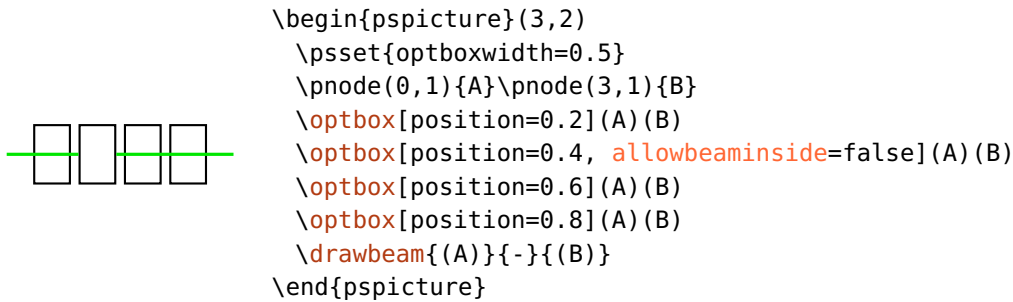 \begin{pspicture}(3,2)
\psset{optboxwidth=0.5}
\pnode(0,1){A}\pnode(3,1){B}
\optbox[position=0.2](A)(B)
\optbox[position=0.4, allowbeaminside=false](A)(B)
\optbox[position=0.6](A)(B)
\optbox[position=0.8](A)(B)
\drawbeam{(A)}{-}{(B)}
\end{pspicture}